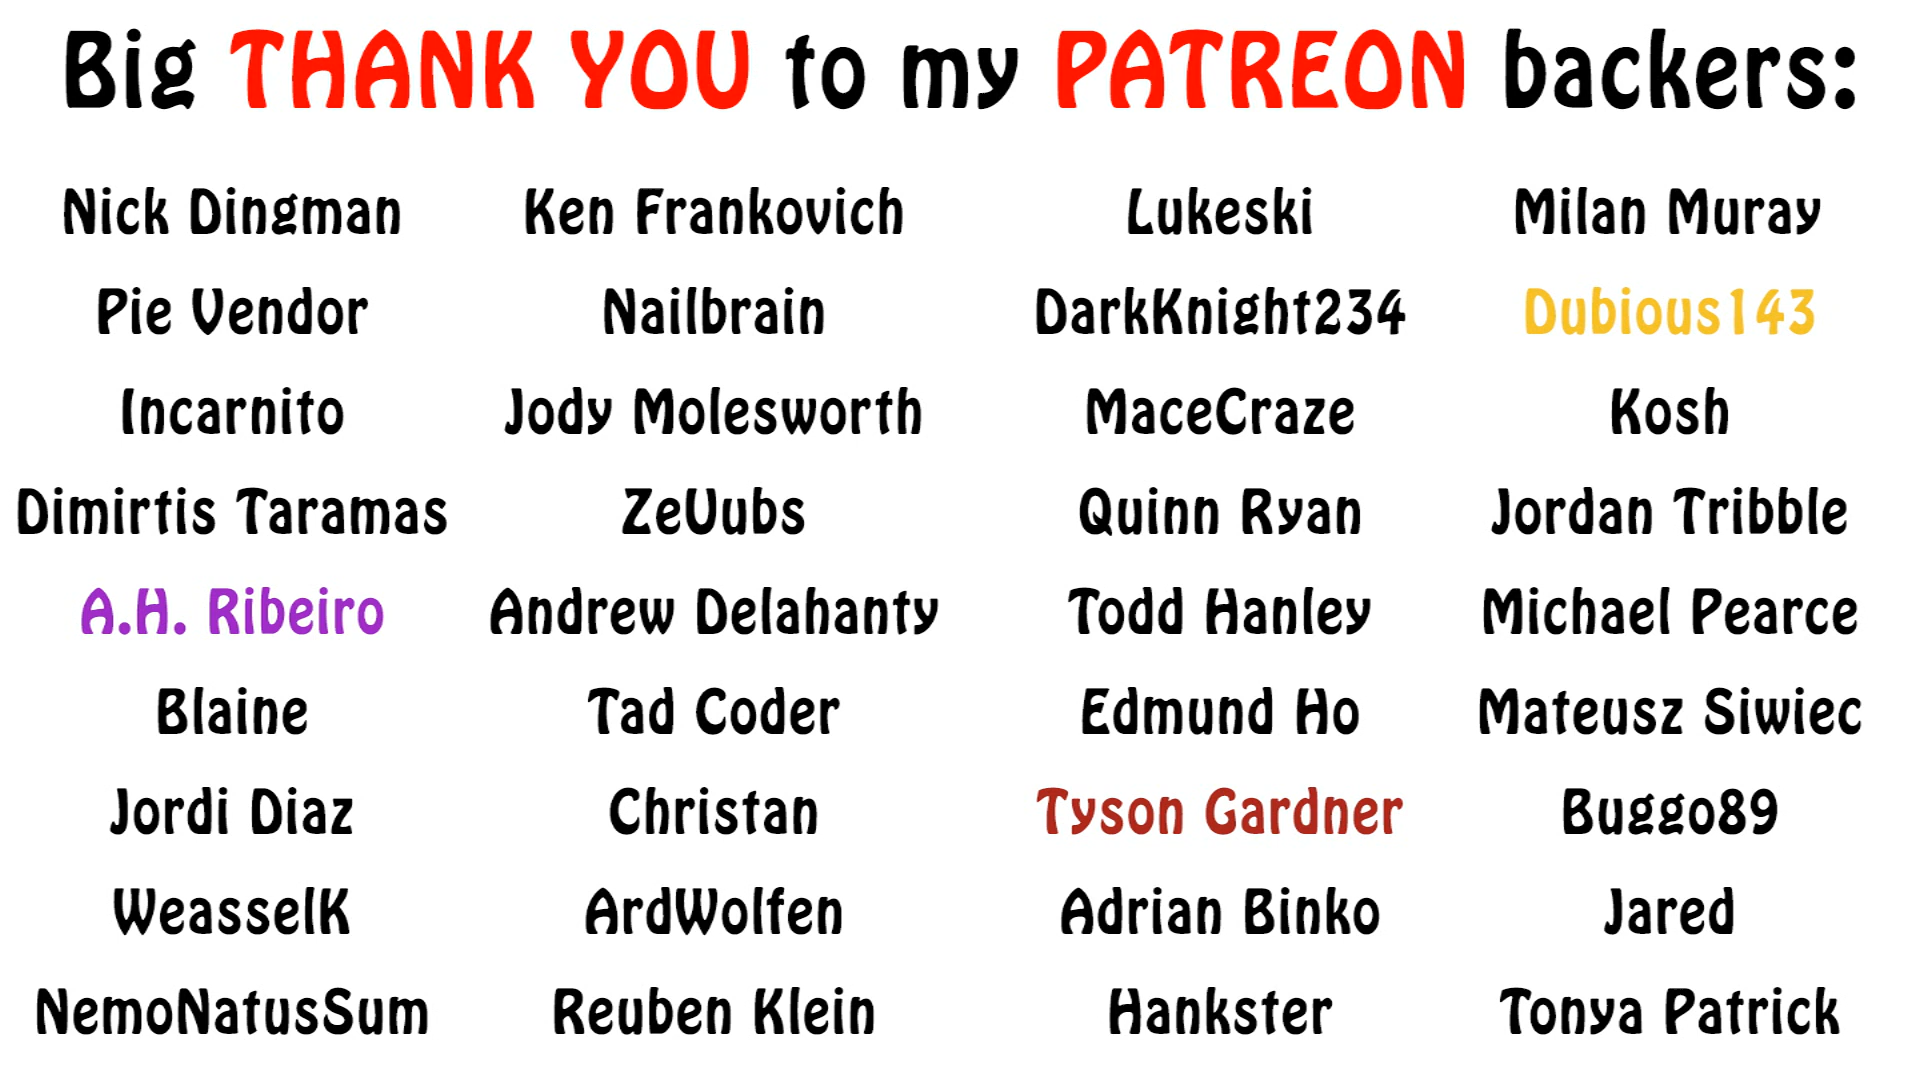 Big THANK YOU to my PATREON backers:
Nick Dingman Ken Frankovich Lukeski Milan Muray
Pie Vendor Nailbrain DarkKnight234 Dubious143
Incarnito Jody Molesworth MaceCraze Kosh
Dimirtis Taramas ZeUubs Quinn Ryan Jordan Tribble
A.H. Ribeiro Andrew Delahanty Todd Hanley Michael Pearce
Blaine Tad Coder Edmund Ho Mateusz Siwiec
Jordi Diaz Christan Tyson Gardner Buggo89
WeasselK ArdWolfen Adrian Binko Jared
NemoNatusSum Reuben Klein Hankster Tonya Patrick